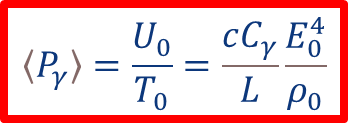 ⟨P_γ⟩ = U_0/T_0 = (cC_γ/L) (E_0^4/ρ_0)